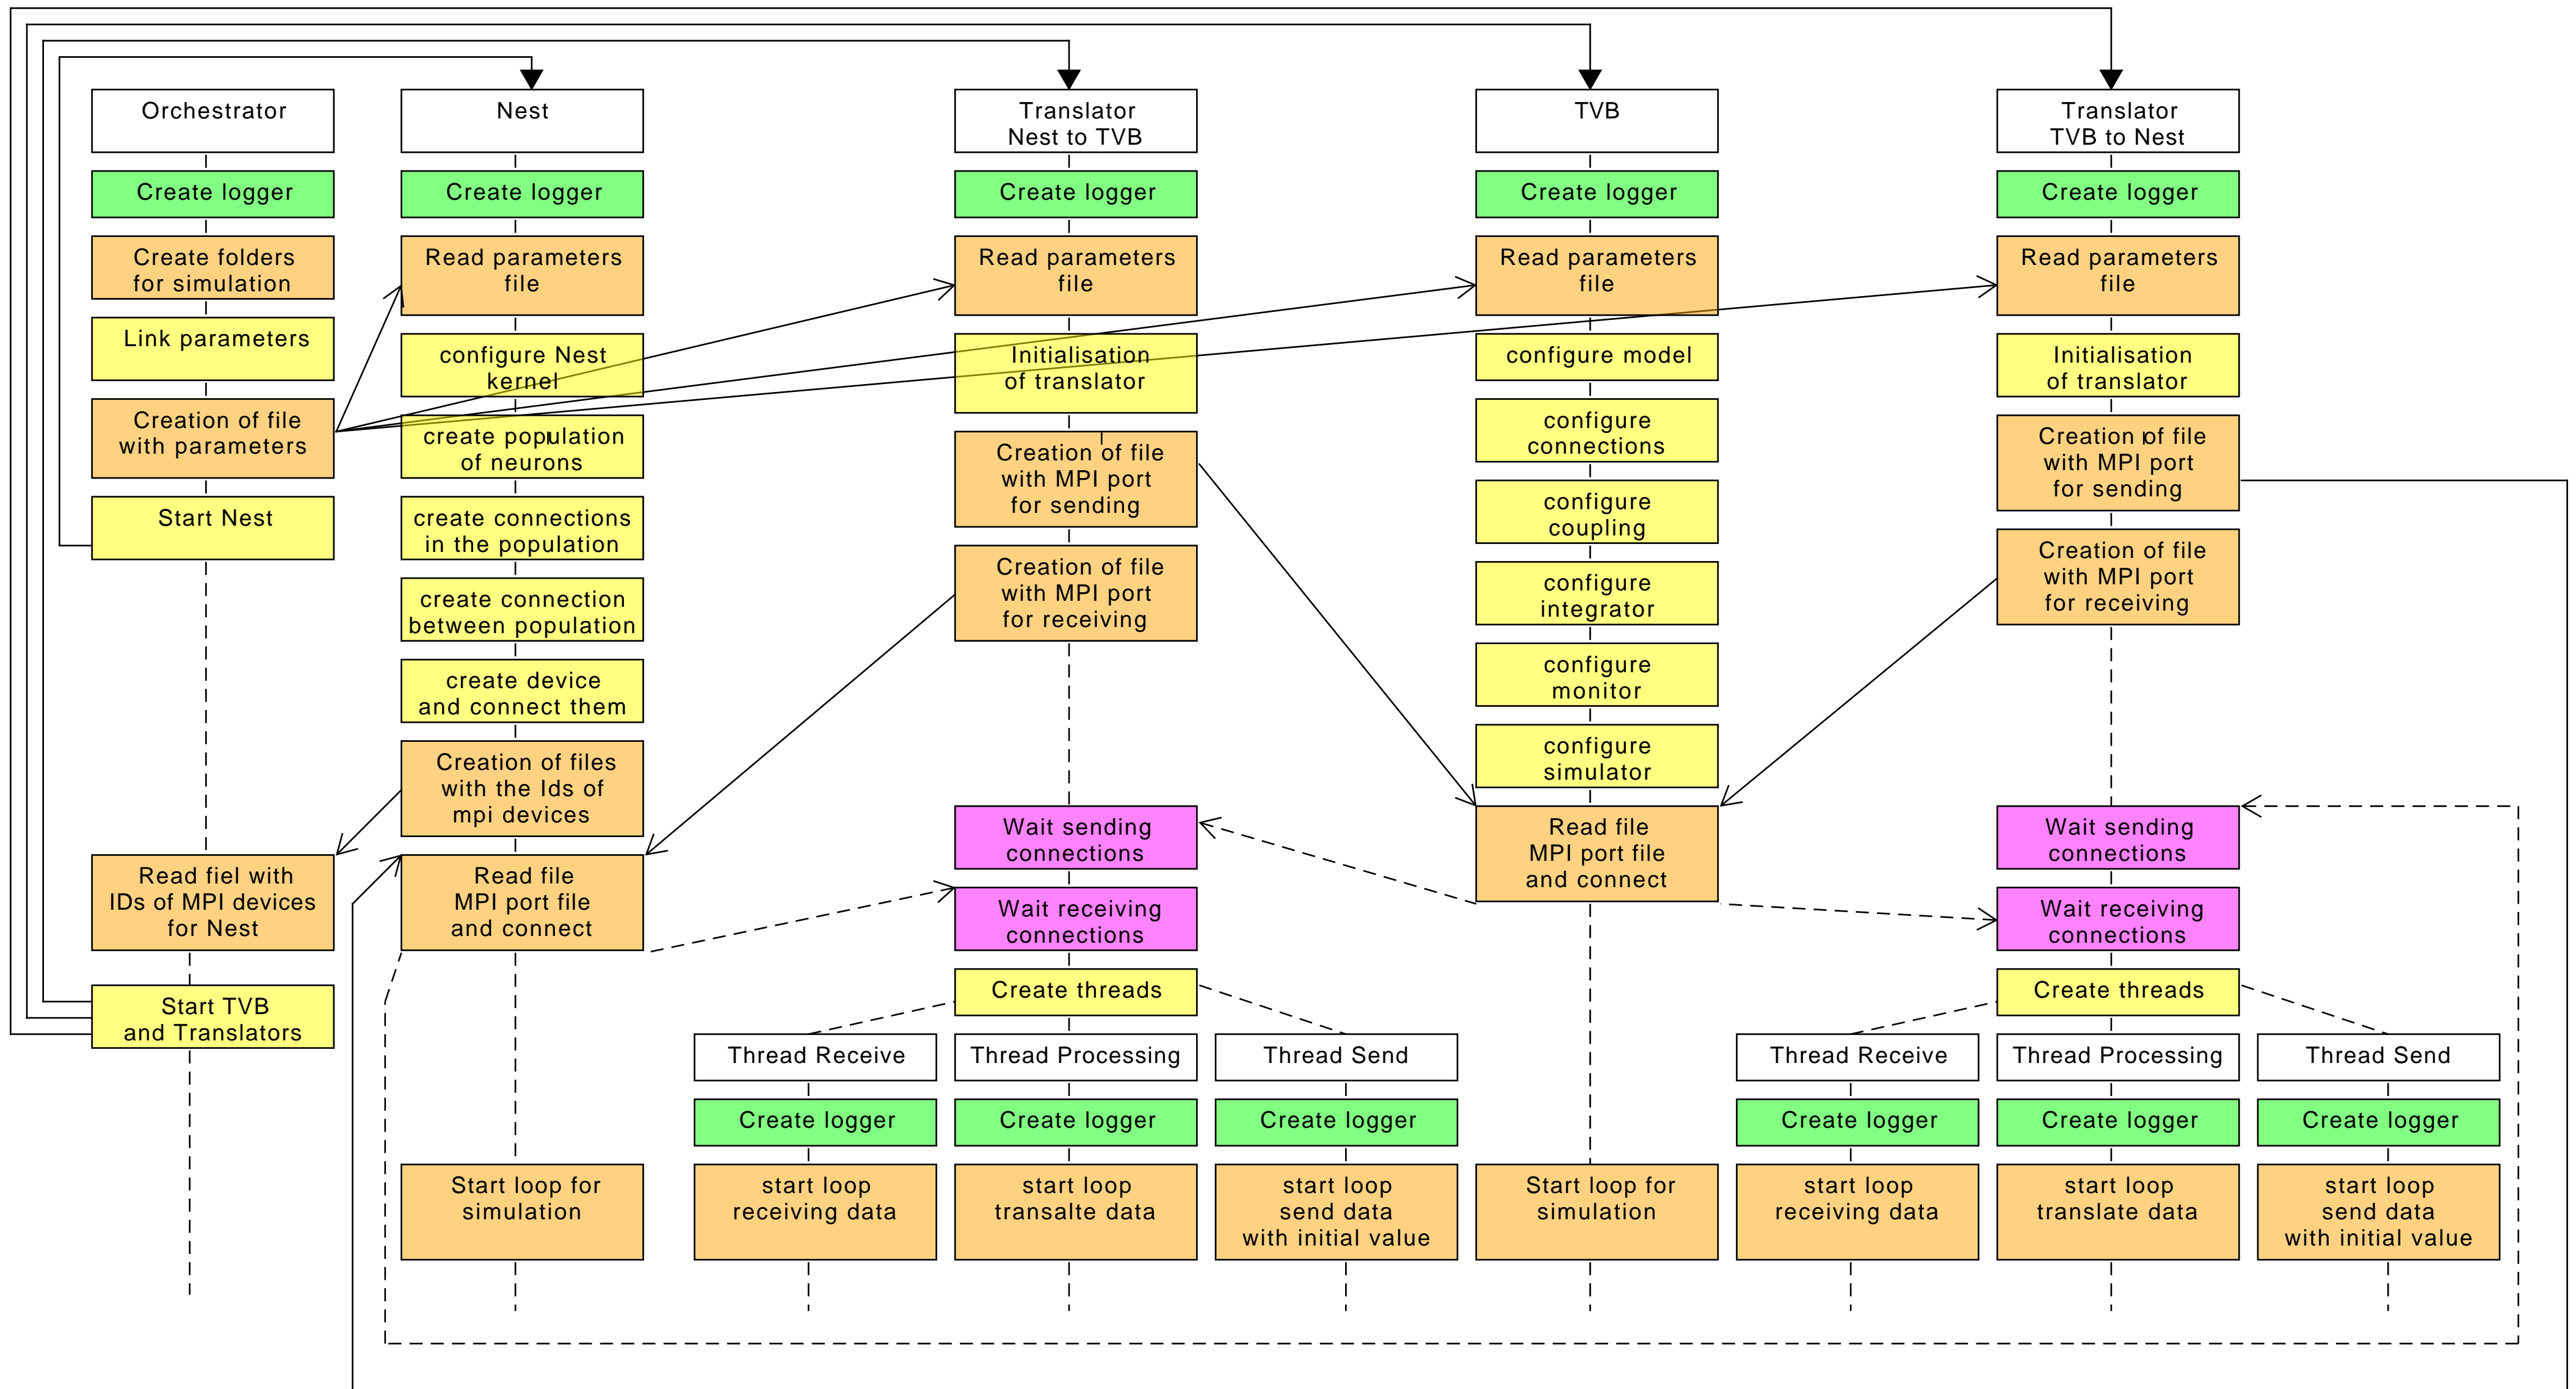 Orchestrator
Create logger
Create folders
for simulation
Link parameters
Creation of file
with parameters
Start Nest
Read fiel with
IDs of MPI devices
for Nest
Start TVB
and Translators
Nest
Create logger
Read parameters
file
configure Nest
kernel
create population
of neurons
create connections
in the population
create connection
between population
create device
and connect them
Creation of files
with the Ids of
mpi devices
Read file
MPI port file
and connect
Start loop for
simulation
Translator
Nest to TVB
Create logger
Read parameters
file
Initialisation
of translator
Creation of file
with MPI port
for sending
Creation of file
with MPI port
for receiving
Wait sending
connections
Wait receiving
connections
Create threads
Thread Receive
Create logger
start loop
receiving data
Thread Processing
Create logger
start loop
transalte data
Thread Send
Create logger
start loop
send data
with initial value
TVB
Create logger
Read parameters
file
configure model
configure
connections
configure
coupling
configure
integrator
configure
monitor
configure
simulator
Read file
MPI port file
and connect
Start loop for
simulation
Translator
TVB to Nest
Create logger
Read parameters
file
Initialisation
of translator
Creation of file
with MPI port
for sending
Creation of file
with MPI port
for receiving
Wait sending
connections
Wait receiving
connections
Create threads
Thread Receive
Create logger
start loop
receiving data
Thread Processing
Create logger
start loop
translate data
Thread Send
Create logger
start loop
send data
with initial value